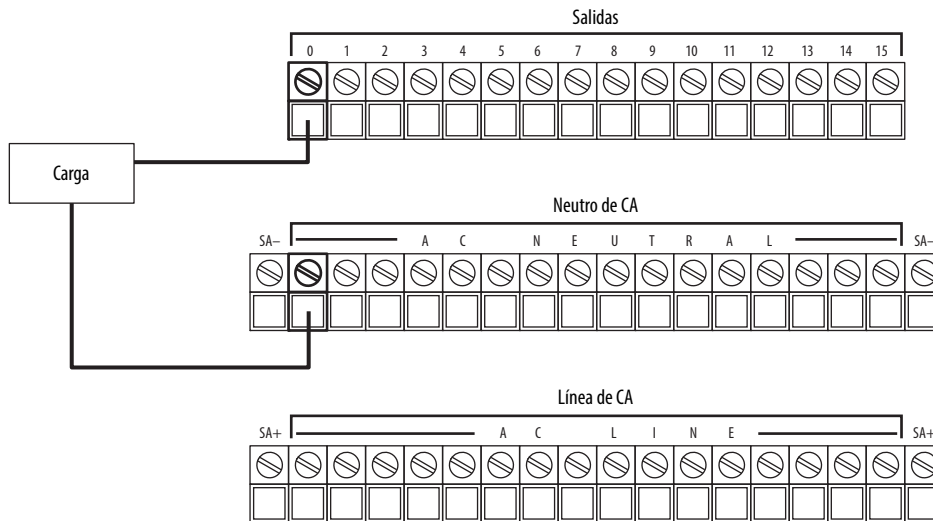 Salidas
0 1 2 3 4 5 6 7 8 9 10 11 12 13 14 15
Carga
Neutro de CA
SA– A C N E U T R A L SA–
Línea de CA
SA+ A C L I N E SA+